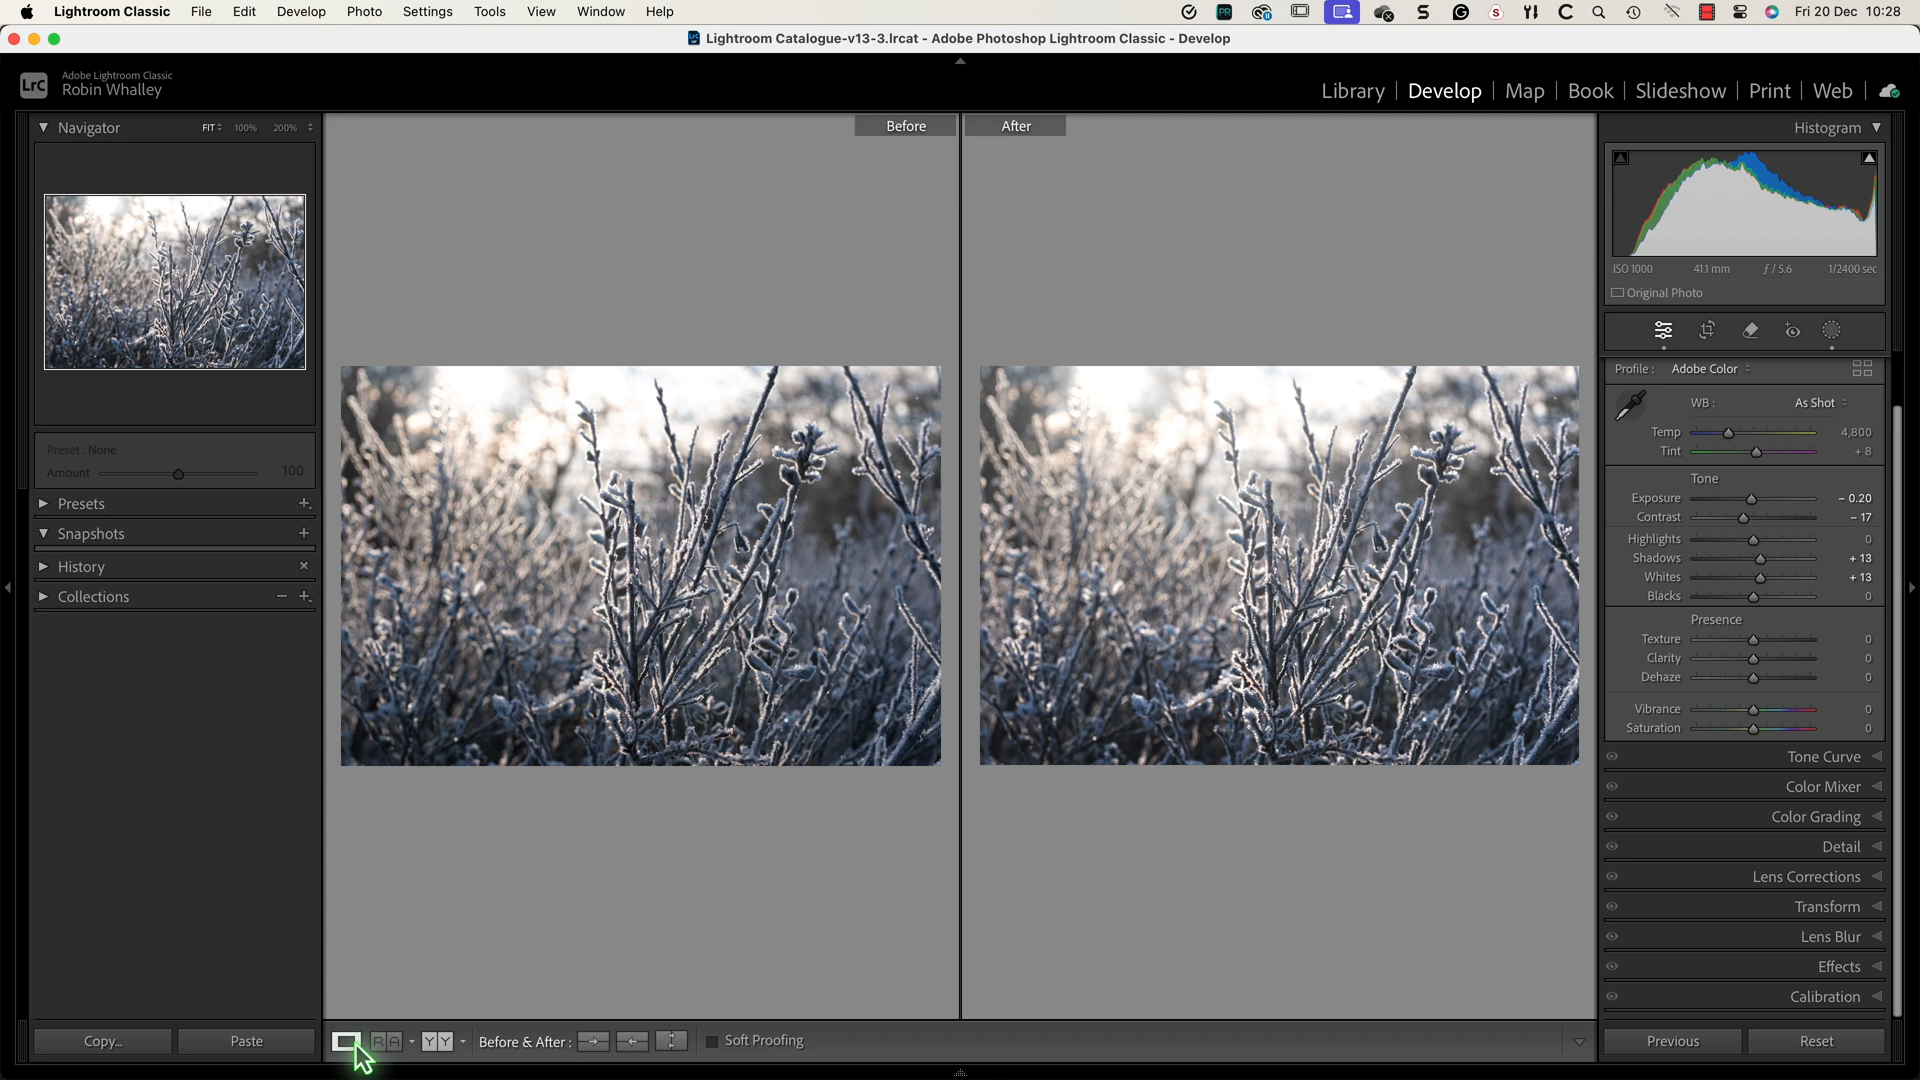 Lightroom Classic File Edit Develop Photo Settings Tools View Window Help Fri 20 Dec 10:28
Lightroom Catalogue-v13-3.lrcat - Adobe Photoshop Lightroom Classic - Develop
LrC
Adobe Lightroom Classic
Robin Whalley
Library | Develop | Map | Book | Slideshow | Print | Web
Navigator FIT 100% 200%
Preset : None
Amount 100
Presets
Snapshots
History
Collections
Copy... Paste
Before After
R A Y Y Before & After : Soft Proofing
Histogram
ISO 1000 41.1 mm ƒ / 5.6 1/2400 sec
Original Photo
Profile : Adobe Color
WB : As Shot
Temp 4,800
Tint + 8
Tone
Exposure – 0.20
Contrast – 17
Highlights 0
Shadows + 13
Whites + 13
Blacks 0
Presence
Texture 0
Clarity 0
Dehaze 0
Vibrance 0
Saturation 0
Tone Curve
Color Mixer
Color Grading
Detail
Lens Corrections
Transform
Lens Blur
Effects
Calibration
Previous Reset